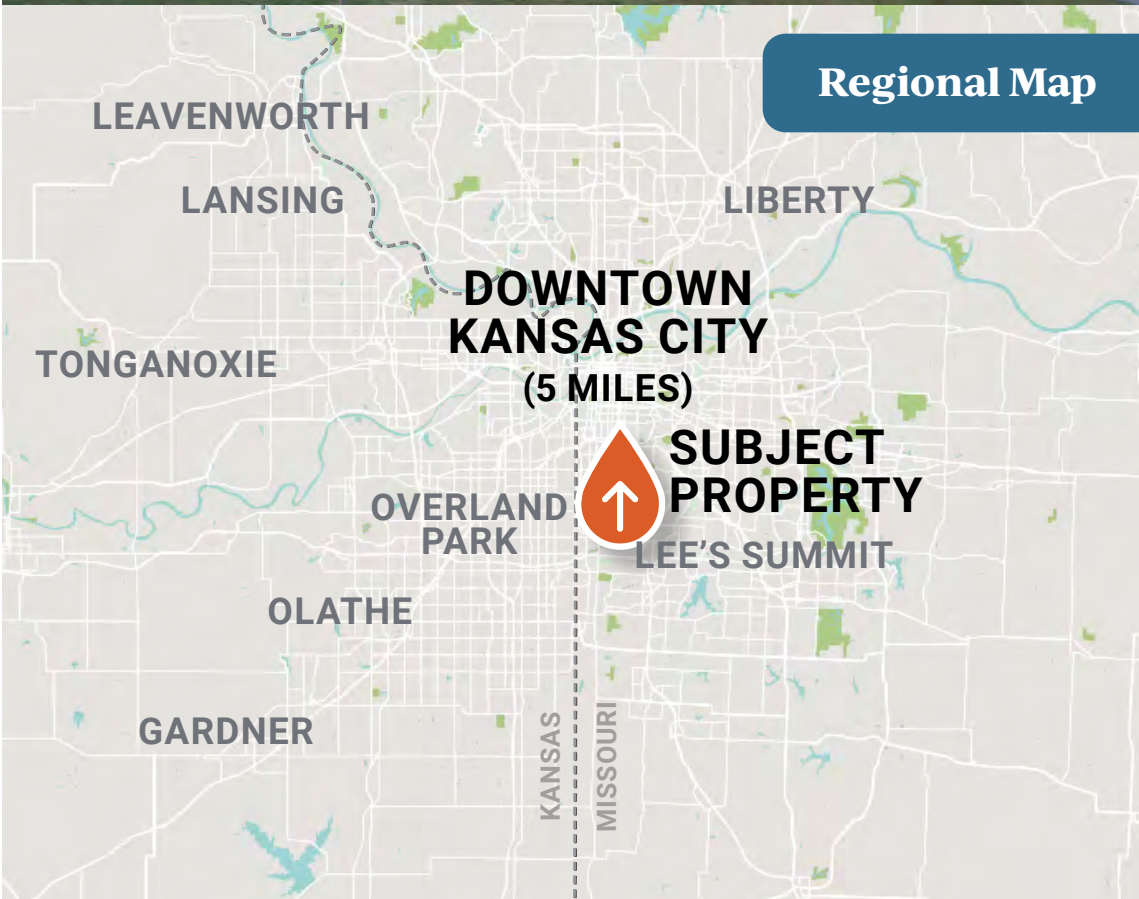 Regional Map
LEAVENWORTH
LANSING
LIBERTY
DOWNTOWN
KANSAS CITY
(5 MILES)
TONGANOXIE
SUBJECT
PROPERTY
OVERLAND
PARK
LEE'S SUMMIT
OLATHE
GARDNER
KANSAS
MISSOURI